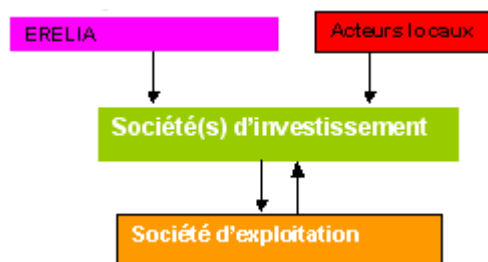 ERELIA
Acteurs locaux
Société(s) d'investissement
Société d'exploitation